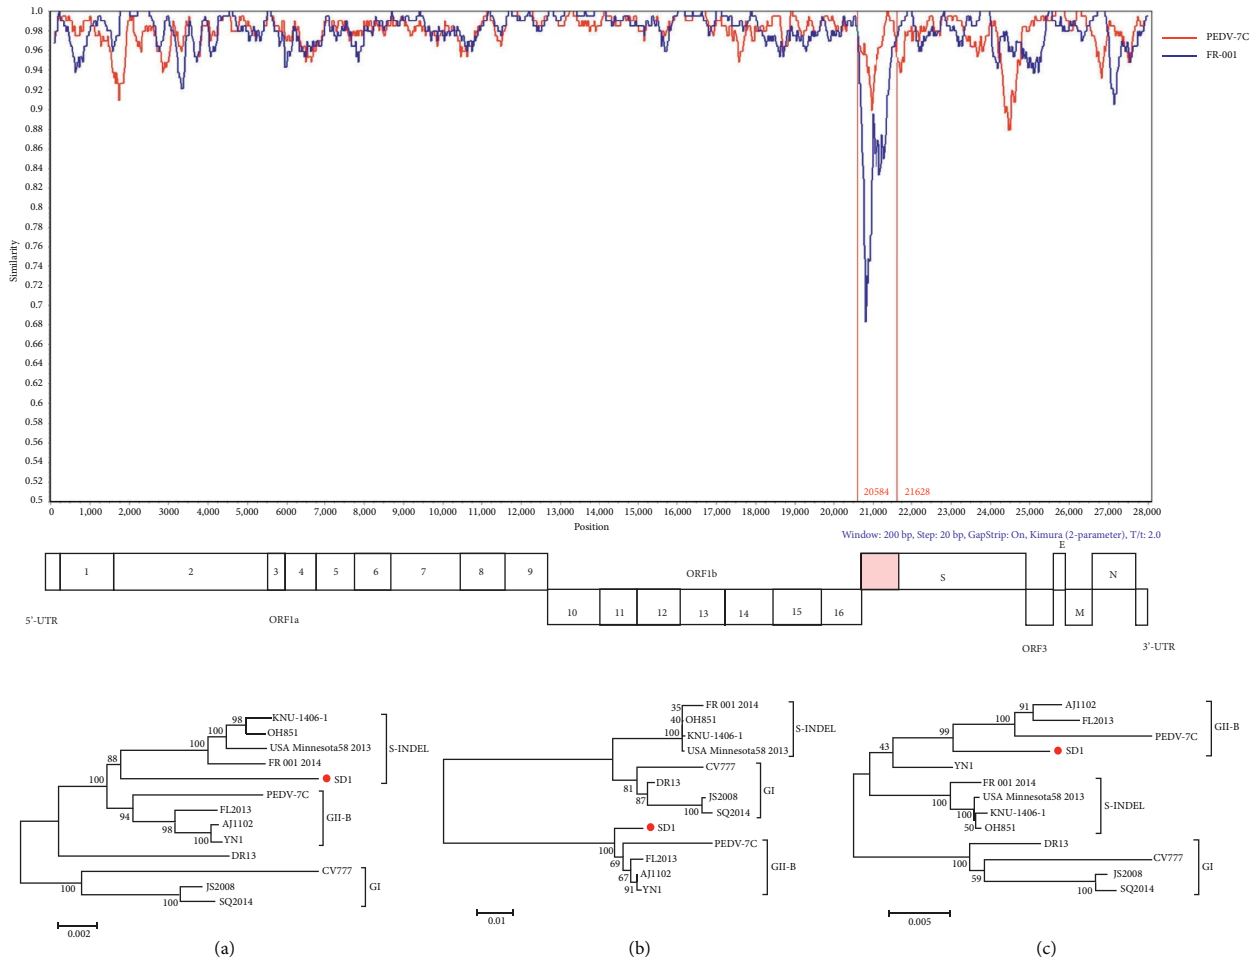 1.0
0.98
0.96
0.94
0.92
0.9
0.88
0.86
0.84
0.82
0.8
0.78
0.76
0.74
0.72
0.7
0.68
0.66
0.64
0.62
0.6
0.58
0.56
0.54
0.52
0.5
Similarity
PEDV-7C
FR-001
20584 21628
0 1,000 2,000 3,000 4,000 5,000 6,000 7,000 8,000 9,000 10,000 11,000 12,000 13,000 14,000 15,000 16,000 17,000 18,000 19,000 20,000 21,000 22,000 23,000 24,000 25,000 26,000 27,000 28,000
Position
Window: 200 bp, Step: 20 bp, GapStrip: On, Kimura (2-parameter), T/t: 2.0
E
1 2 3 4 5 6 7 8 9 ORF1b S N
10 11 12 13 14 15 16 M
5'-UTR ORF1a ORF3 3'-UTR
98 KNU-1406-1
100 OH851
USA Minnesota58 2013
100 FR 001 2014
S-INDEL
88 SD1
100 PEDV-7C
94 FL2013
98 AJ1102
100 YN1
GII-B
DR13
CV777
100 JS2008
100 SQ2014
GI
0.002
(a)
35 FR 001 2014
40 OH851
100 KNU-1406-1
USA Minnesota58 2013
S-INDEL
CV777
81 DR13
87 JS2008
100 SQ2014
GI
SD1
100 PEDV-7C
69 FL2013
67 AJ1102
91 YN1
GII-B
0.01
(b)
91 AJ1102
100 FL2013
PEDV-7C
99 SD1
GII-B
43 YN1
FR 001 2014
100 USA Minnesota58 2013
100 KNU-1406-1
50 OH851
S-INDEL
DR13
100 CV777
59 JS2008
100 SQ2014
GI
0.005
(c)